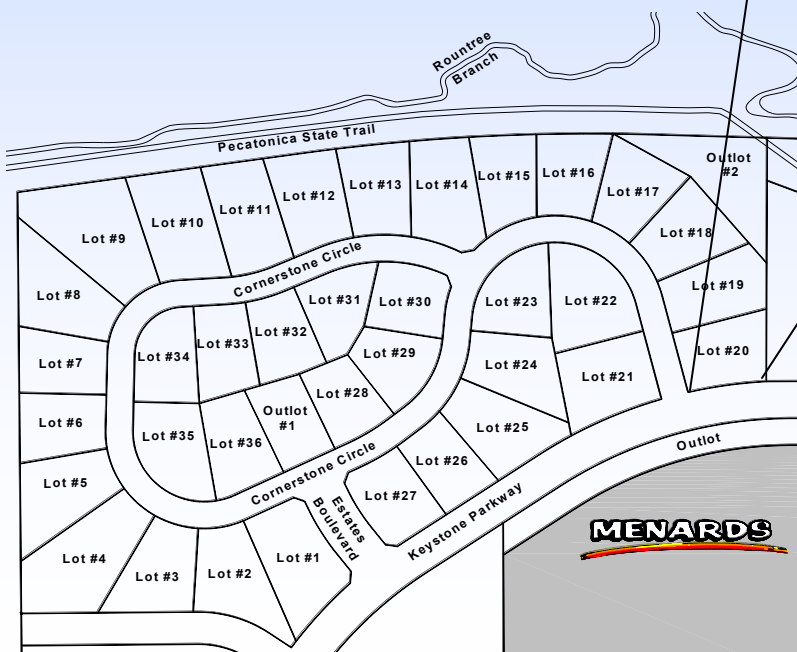 Rountree
Branch
Pecatonica State Trail
Outlot
#2
Lot #9
Lot #10
Lot #11
Lot #12
Lot #13
Lot #14
Lot #15
Lot #16
Lot #17
Lot #18
Lot #19
Lot #20
Cornerstone Circle
Lot #8
Lot #7
Lot #6
Lot #5
Lot #4
Lot #3
Lot #2
Lot #1
Lot #34
Lot #33
Lot #32
Lot #31
Lot #30
Lot #29
Lot #28
Outlot
#1
Lot #36
Lot #35
Lot #23
Lot #22
Lot #24
Lot #21
Lot #25
Lot #26
Lot #27
Cornerstone Circle
Estates
Boulevard
Keystone Parkway
Outlot
MENARDS